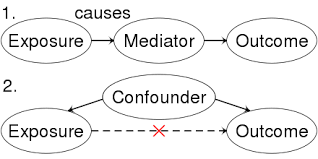 1. causes
Exposure Mediator Outcome
2.
Confounder
Exposure Outcome